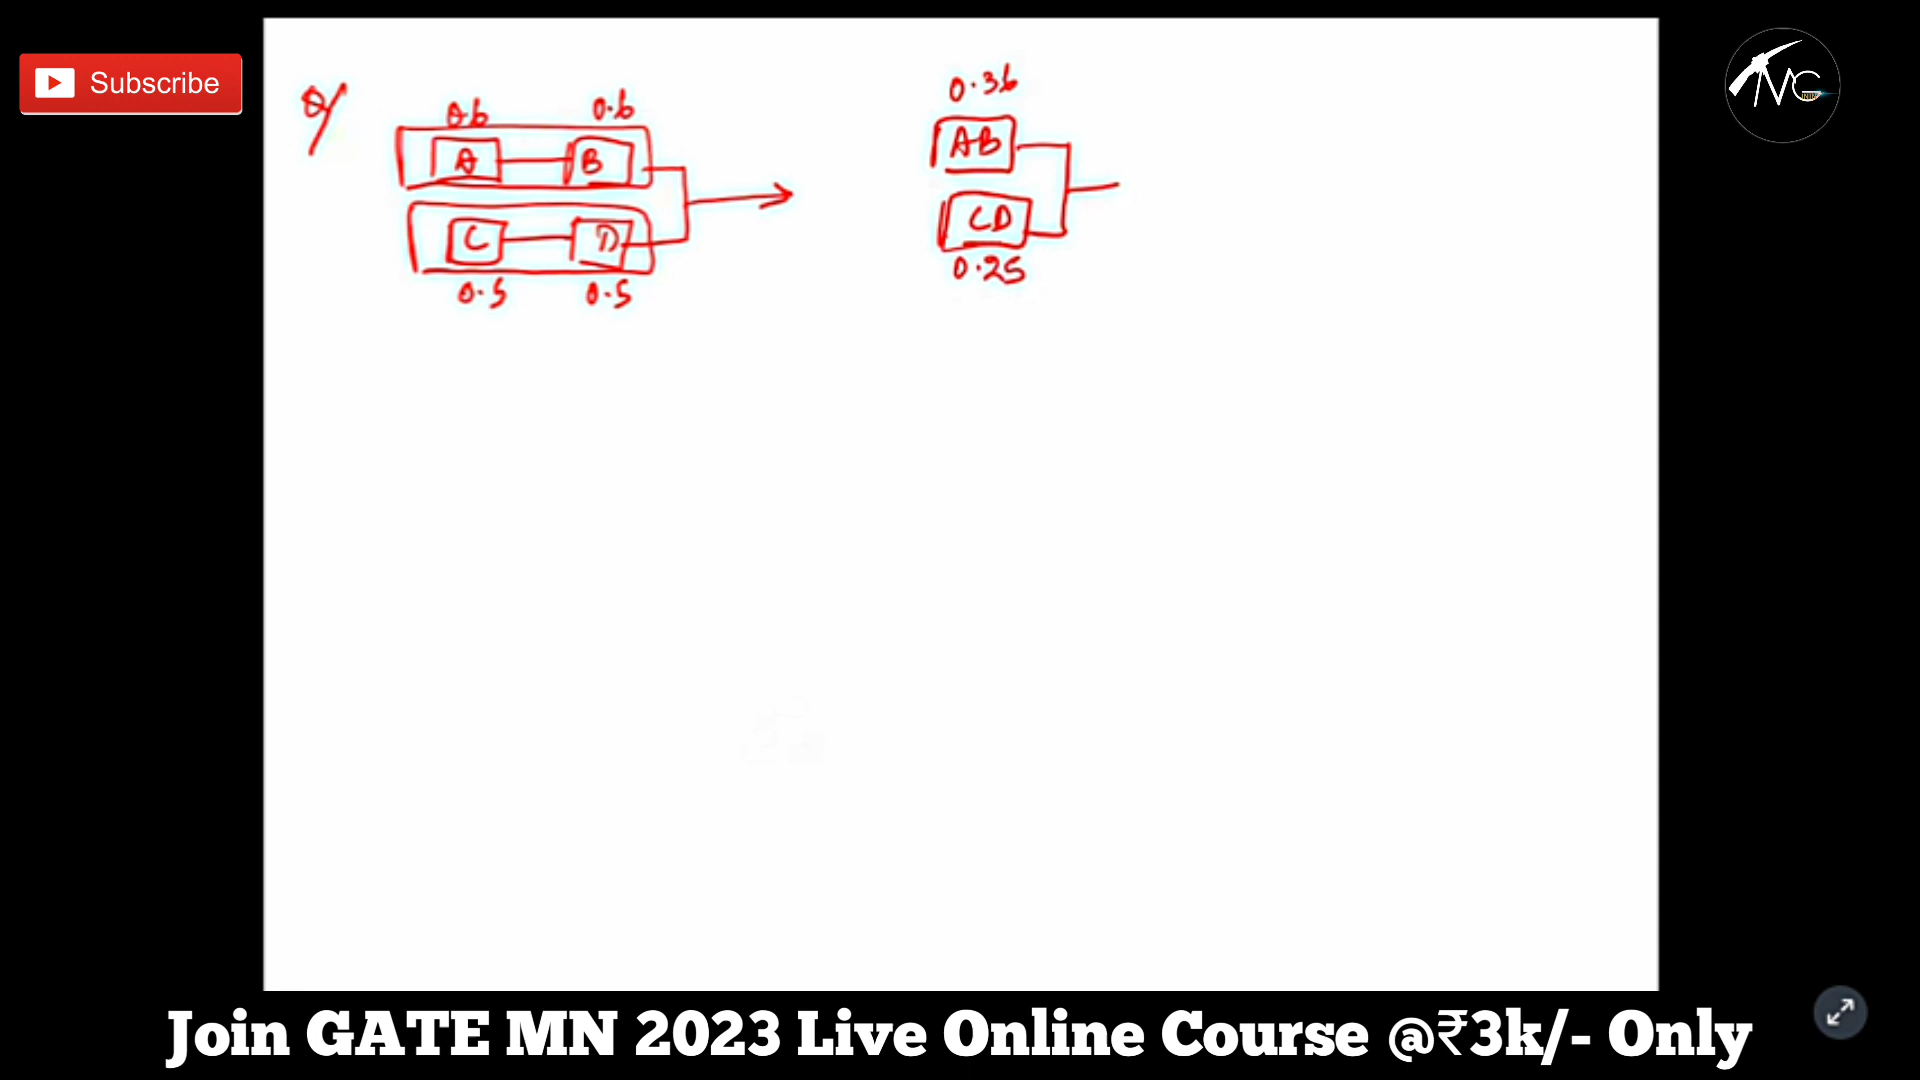 Subscribe
Q/
0.6 0.6
A B
C D
0.5 0.5
0.36
AB
CD
0.25
MG
Join GATE MN 2023 Live Online Course @₹3k/- Only